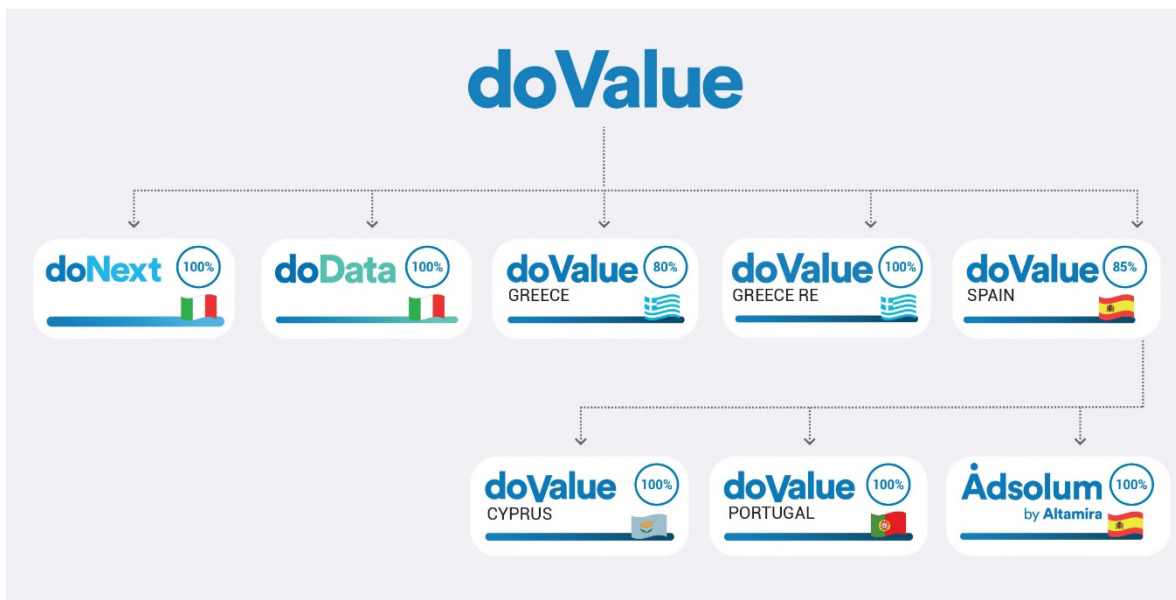 doValue
doNext 100%
doData 100%
doValue 80%
GREECE
doValue 100%
GREECE RE
doValue 85%
SPAIN
doValue 100%
CYPRUS
doValue 100%
PORTUGAL
Àdsolum 100%
by Altamira